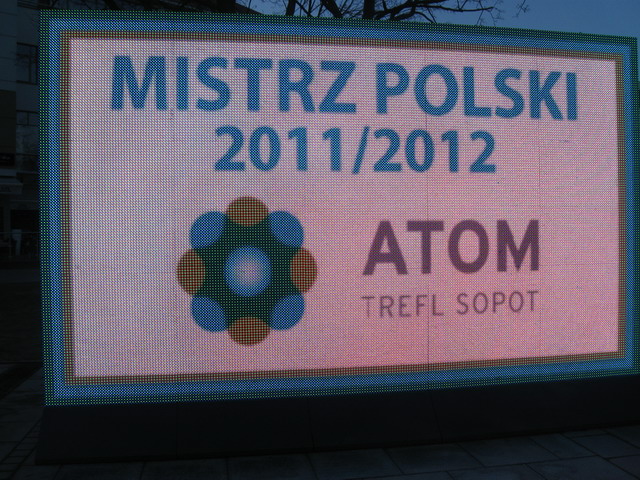 MISTRZ POLSKI
2011/2012
ATOM
TREFL SOPOT